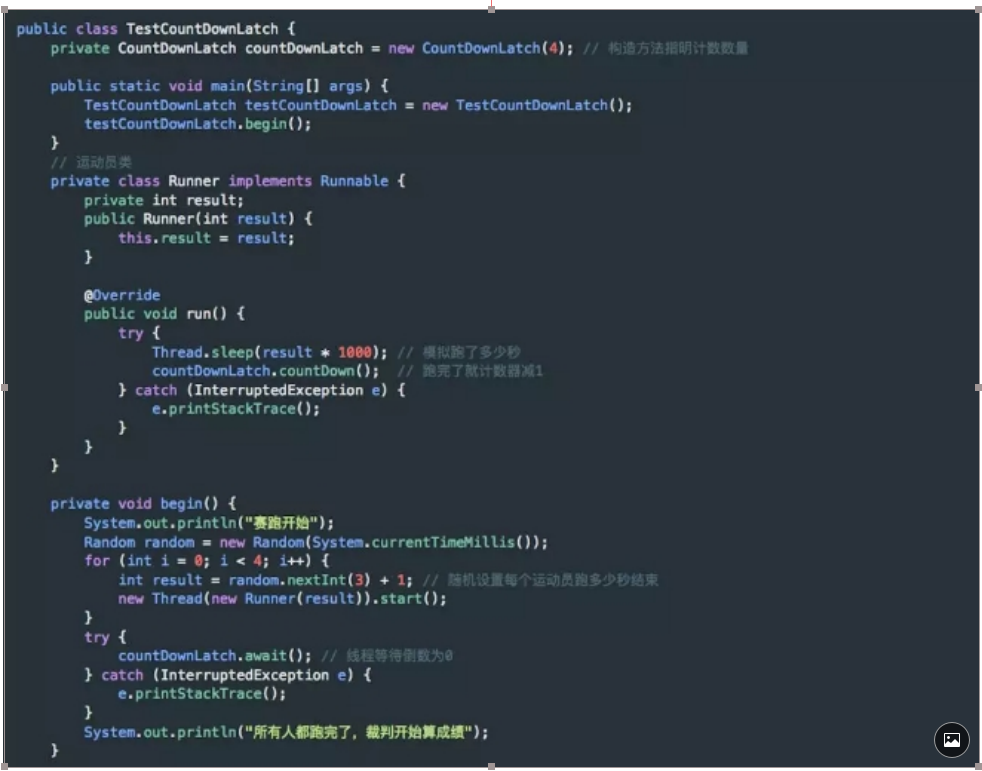 public class TestCountDownLatch {
    private CountDownLatch countDownLatch = new CountDownLatch(4); // 构造方法指明计数数量

    public static void main(String[] args) {
        TestCountDownLatch testCountDownLatch = new TestCountDownLatch();
        testCountDownLatch.begin();
    }
    // 运动员类
    private class Runner implements Runnable {
        private int result;
        public Runner(int result) {
            this.result = result;
        }

        @Override
        public void run() {
            try {
                Thread.sleep(result * 1000); // 模拟跑了多少秒
                countDownLatch.countDown();  // 跑完了就计数器减1
            } catch (InterruptedException e) {
                e.printStackTrace();
            }
        }
    }

    private void begin() {
        System.out.println("赛跑开始");
        Random random = new Random(System.currentTimeMillis());
        for (int i = 0; i < 4; i++) {
            int result = random.nextInt(3) + 1; // 随机设置每个运动员跑多少秒结束
            new Thread(new Runner(result)).start();
        }
        try {
            countDownLatch.await(); // 线程等待倒数为0
        } catch (InterruptedException e) {
            e.printStackTrace();
        }
        System.out.println("所有人都跑完了，裁判开始算成绩");
    }